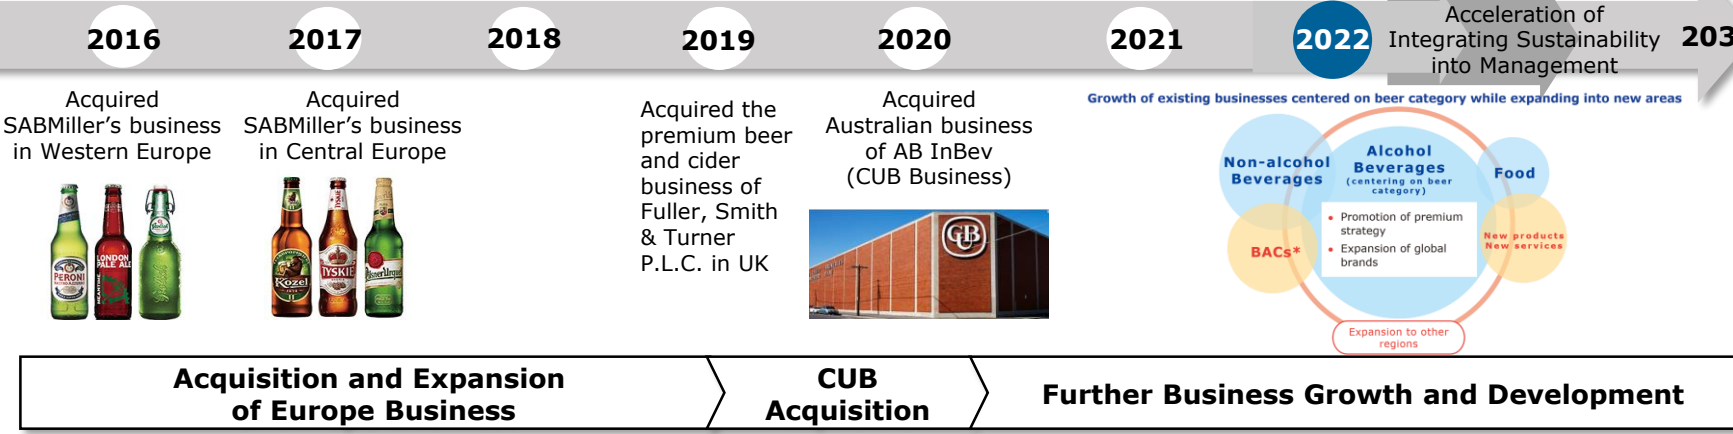 2016
2017
2018
2019
2020
2021
2022
Acceleration of
Integrating Sustainability
into Management
203
Acquired
SABMiller’s business
in Western Europe
PERONI
LONDON
PALE ALE
MEANTIME
Grolsch
Acquired
SABMiller’s business
in Central Europe
Kozel
TYSKIE
Pilsner Urquell
Acquired the
premium beer
and cider
business of
Fuller, Smith
& Turner
P.L.C. in UK
Acquired
Australian business
of AB InBev
(CUB Business)
CUB
Growth of existing businesses centered on beer category while expanding into new areas
Non-alcohol
Beverages
Alcohol
Beverages
(centering on beer
category)
Food
• Promotion of premium
strategy
• Expansion of global
brands
BACs*
New products
New services
Expansion to other
regions
Acquisition and Expansion
of Europe Business
CUB
Acquisition
Further Business Growth and Development